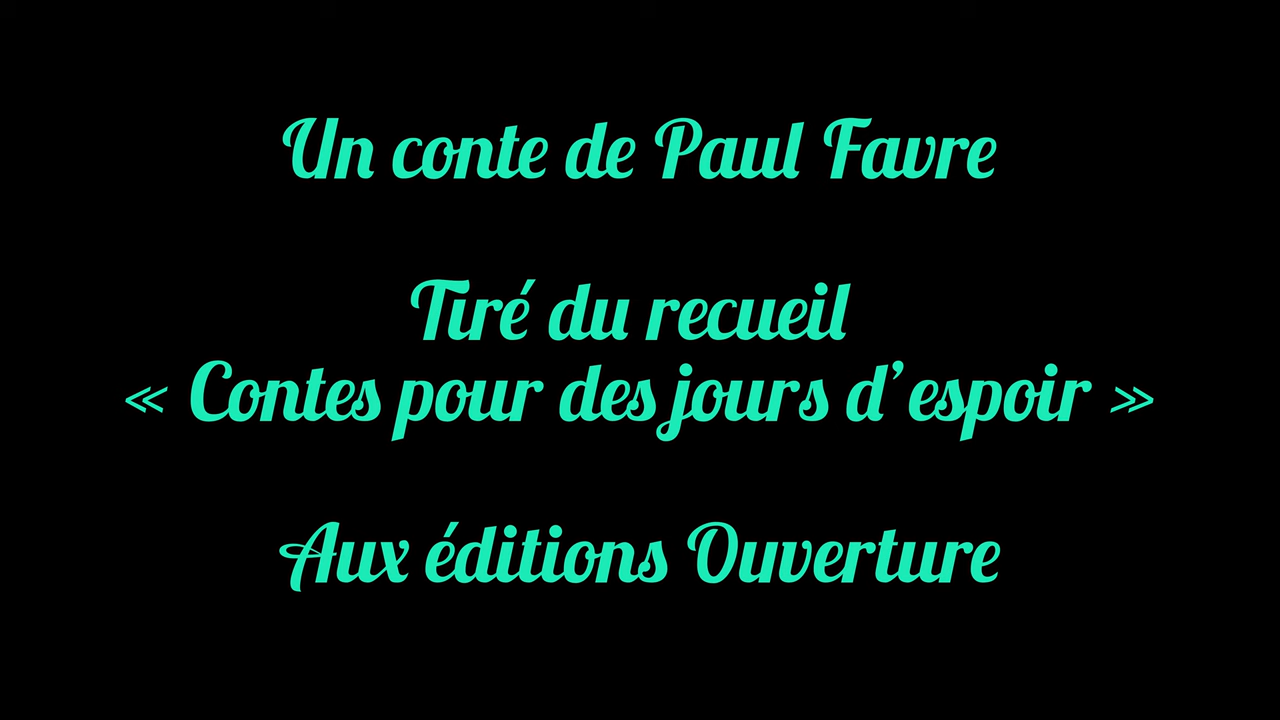 Un conte de Paul Favre
Tiré du recueil
« Contes pour des jours d’espoir »
Aux éditions Ouverture